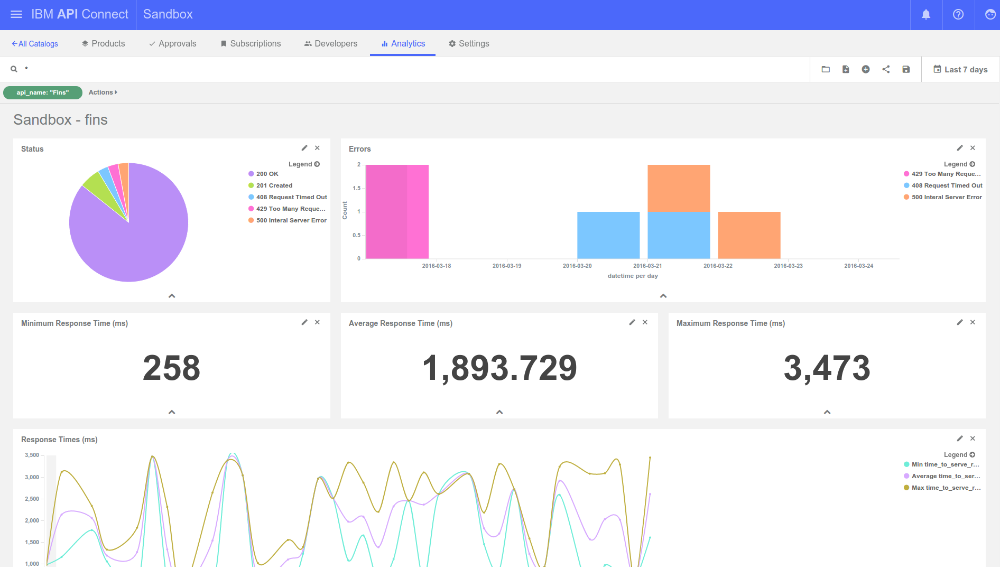 IBM API Connect Sandbox
All Catalogs Products Approvals Subscriptions Developers Analytics Settings
* Last 7 days
api_name: "Fins" Actions
Sandbox - fins
Status
Legend
200 OK
201 Created
408 Request Timed Out
429 Too Many Reque...
500 Interal Server Error
Errors
Legend
429 Too Many Reque...
408 Request Timed Out
500 Interal Server Error
Count
2
1.5
1
0.5
0
2016-03-18 2016-03-19 2016-03-20 2016-03-21 2016-03-22 2016-03-23 2016-03-24
datetime per day
Minimum Response Time (ms)
258
Average Response Time (ms)
1,893.729
Maximum Response Time (ms)
3,473
Response Times (ms)
Legend
Min time_to_serve_r...
Average time_to_ser...
Max time_to_serve_r...
3,500
3,000
2,500
2,000
1,500
1,000